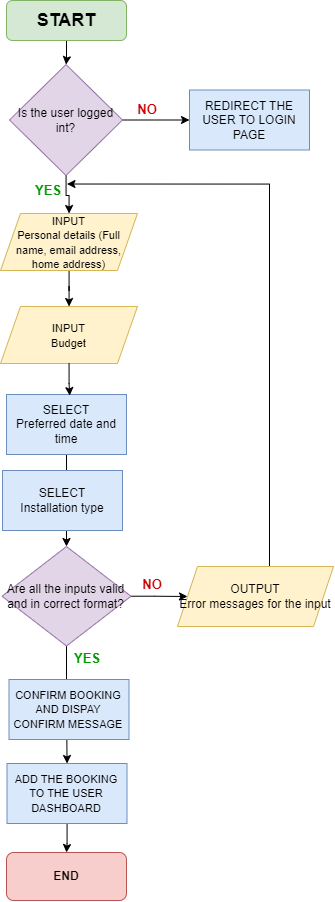 START
Is the user logged
int?
NO
REDIRECT THE
USER TO LOGIN
PAGE
YES
INPUT
Personal details (Full
name, email address,
home address)
INPUT
Budget
SELECT
Preferred date and
time
SELECT
Installation type
Are all the inputs valid
and in correct format?
NO
OUTPUT
Error messages for the input
YES
CONFIRM BOOKING
AND DISPAY
CONFIRM MESSAGE
ADD THE BOOKING
TO THE USER
DASHBOARD
END